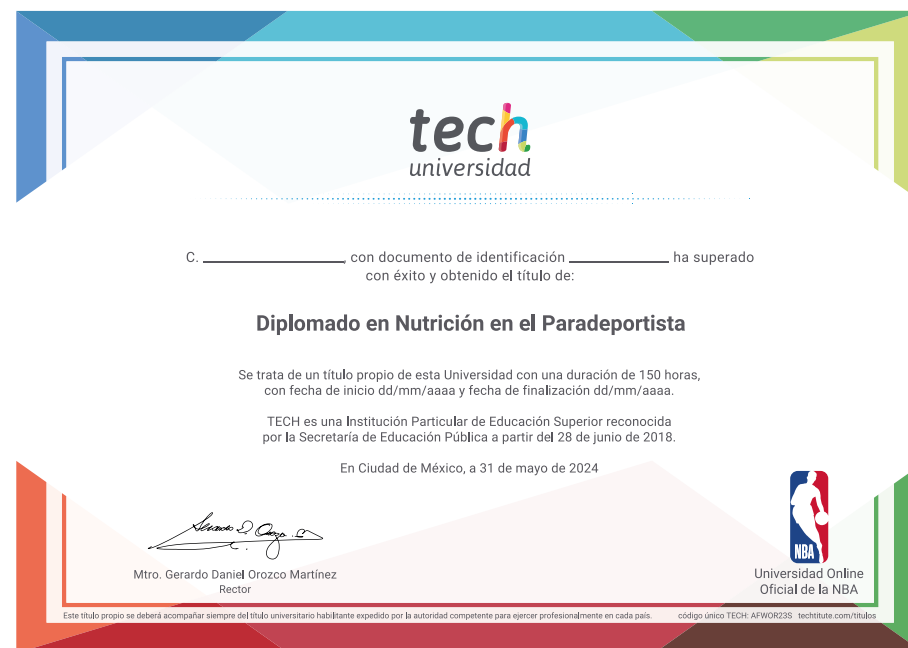 tech
universidad
C. ____________, con documento de identificación ____________ ha superado
con éxito y obtenido el título de:
Diplomado en Nutrición en el Paradeportista
Se trata de un título propio de esta Universidad con una duración de 150 horas,
con fecha de inicio dd/mm/aaaa y fecha de finalización dd/mm/aaaa.
TECH es una Institución Particular de Educación Superior reconocida
por la Secretaría de Educación Pública a partir del 28 de junio de 2018.
En Ciudad de México, a 31 de mayo de 2024
Mtro. Gerardo Daniel Orozco Martínez
Rector
NBA
Universidad Online
Oficial de la NBA
Este título propio se deberá acompañar siempre del título universitario habilitante expedido por la autoridad competente para ejercer profesionalmente en cada país. código único TECH: AFWOR23S techtitute.com/titulos